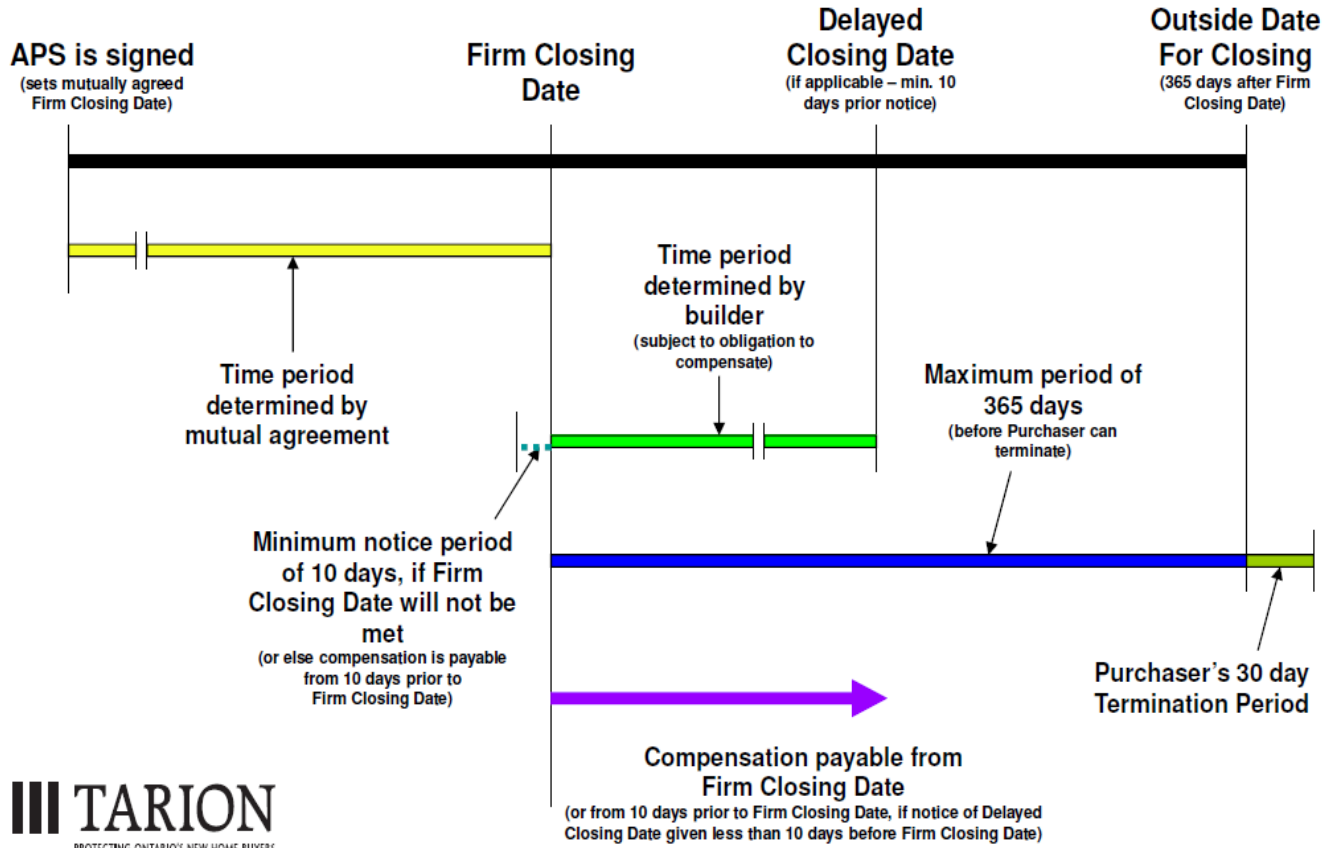 APS is signed
(sets mutually agreed
Firm Closing Date)
Firm Closing
Date
Delayed
Closing Date
(if applicable – min. 10
days prior notice)
Outside Date
For Closing
(365 days after Firm
Closing Date)
Time period
determined by
mutual agreement
Time period
determined by
builder
(subject to obligation to
compensate)
Maximum period of
365 days
(before Purchaser can
terminate)
Minimum notice period
of 10 days, if Firm
Closing Date will not be
met
(or else compensation is payable
from 10 days prior to
Firm Closing Date)
Purchaser's 30 day
Termination Period
Compensation payable from
Firm Closing Date
(or from 10 days prior to Firm Closing Date, if notice of Delayed
Closing Date given less than 10 days before Firm Closing Date)
TARION
PROTECTING ONTARIO'S NEW HOME BUYERS